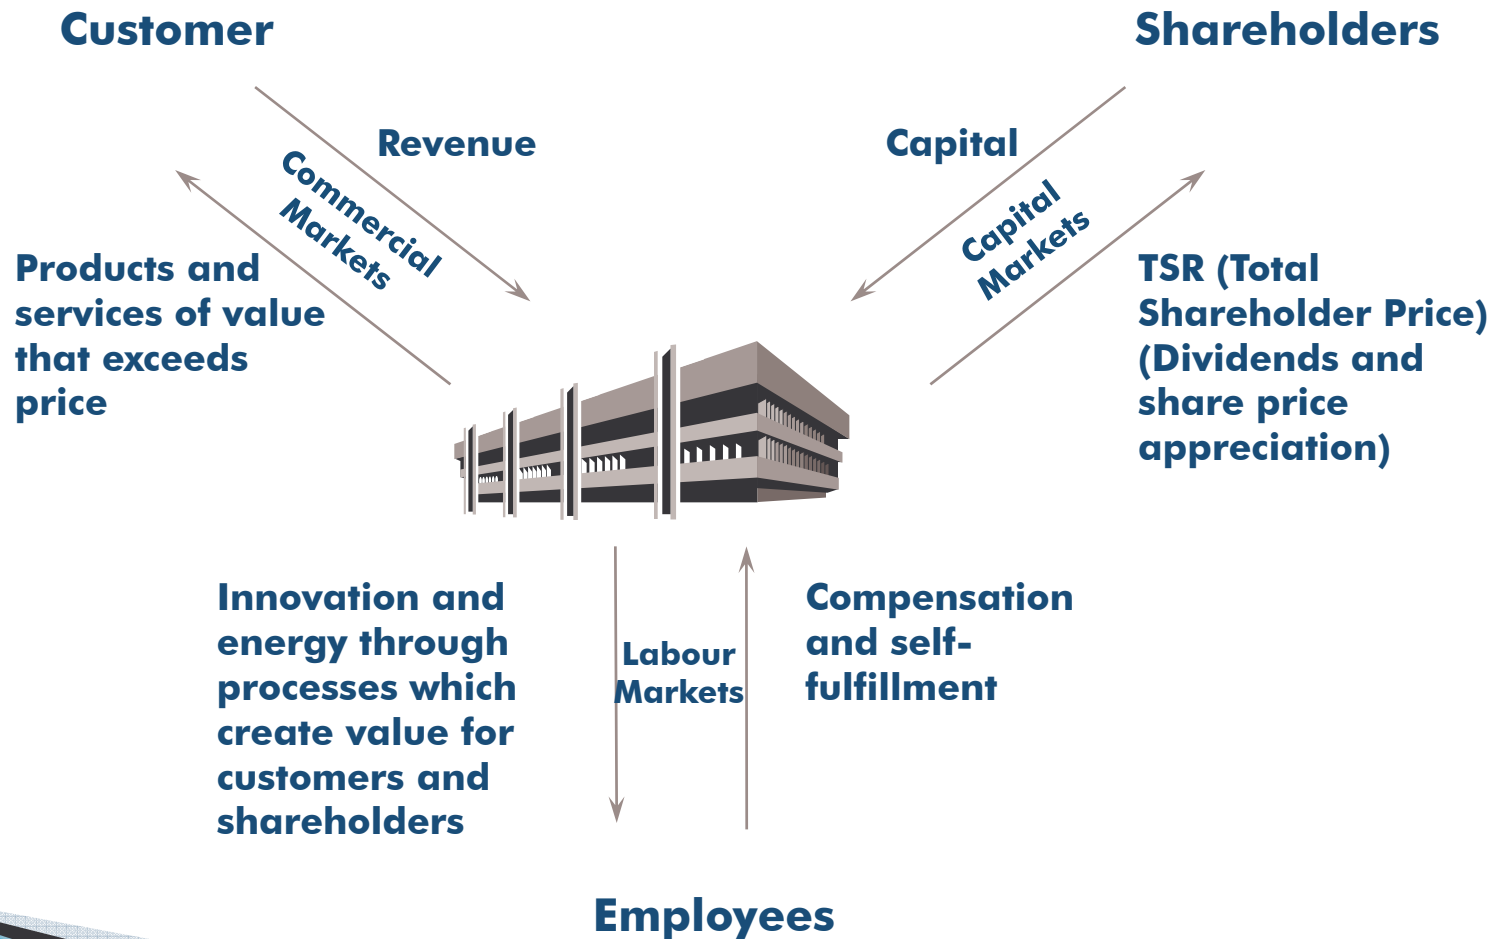 Customer
Shareholders
Revenue
Capital
Commercial
Markets
Capital
Markets
Products and
services of value
that exceeds
price
TSR (Total
Shareholder Price)
(Dividends and
share price
appreciation)
Innovation and
energy through
processes which
create value for
customers and
shareholders
Labour
Markets
Compensation
and self-
fulfillment
Employees